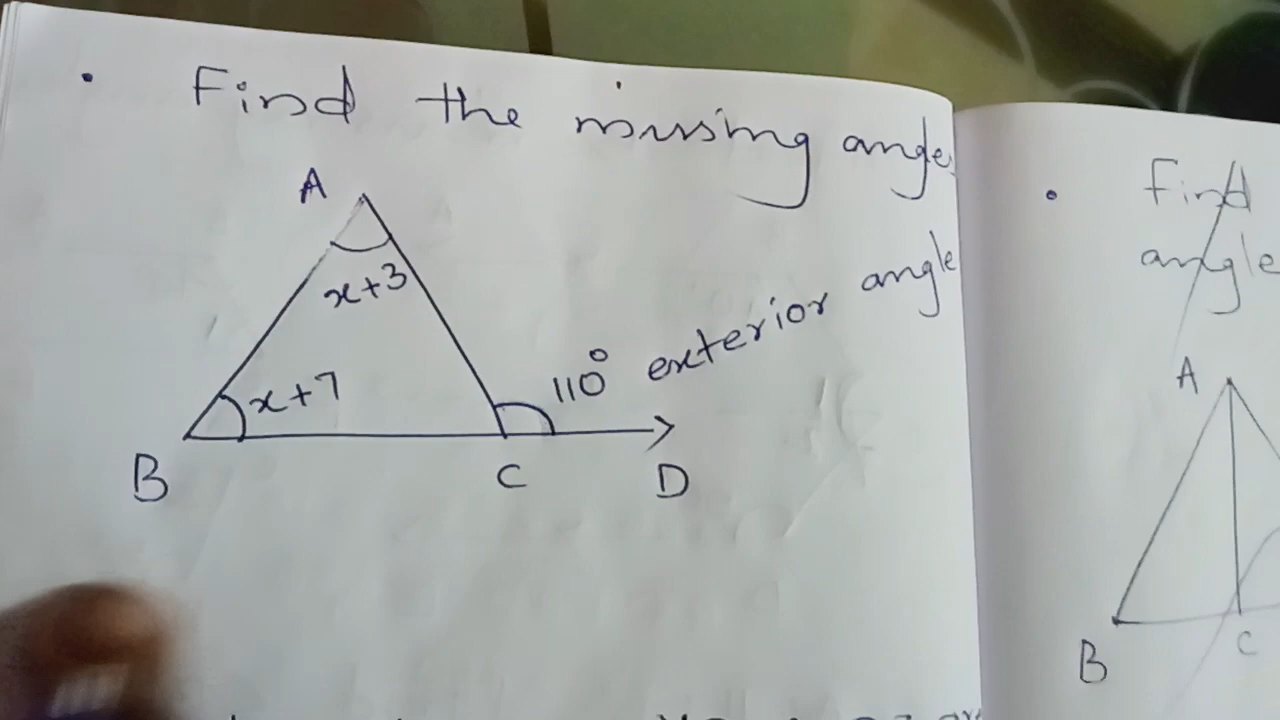 Find the missing angle
A
x+3
110° exterior angle
x+7
B C D
Find
angle
A
B C